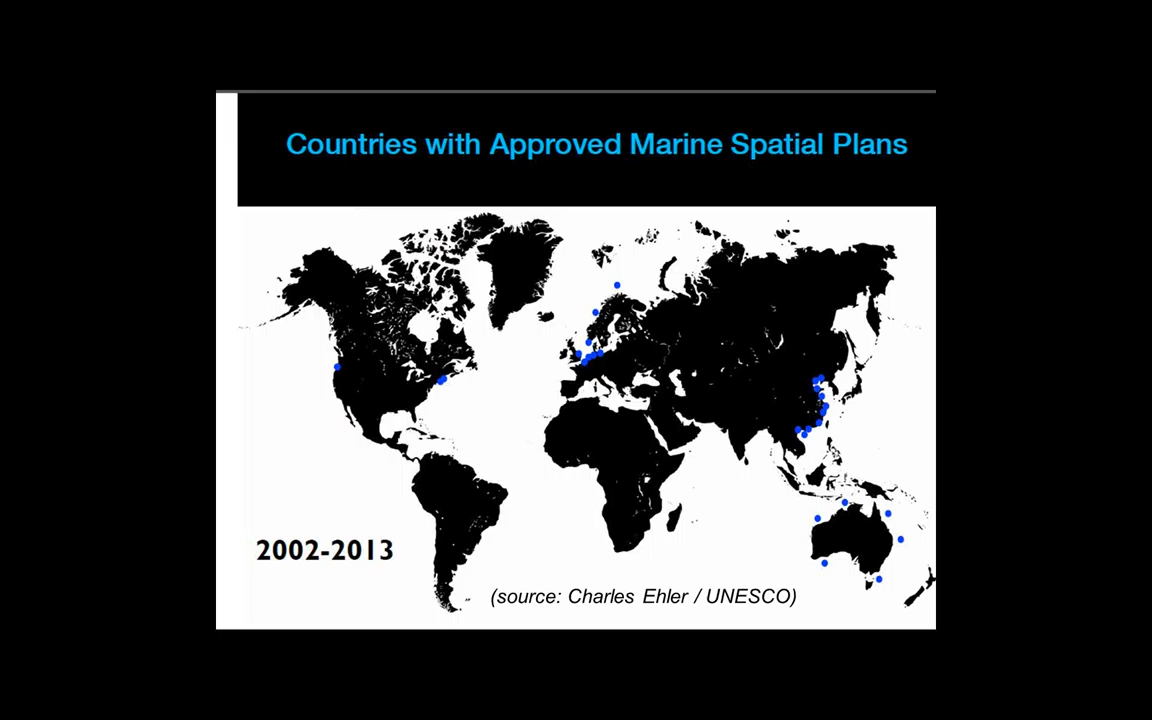 Countries with Approved Marine Spatial Plans
2002-2013
(source: Charles Ehler / UNESCO)